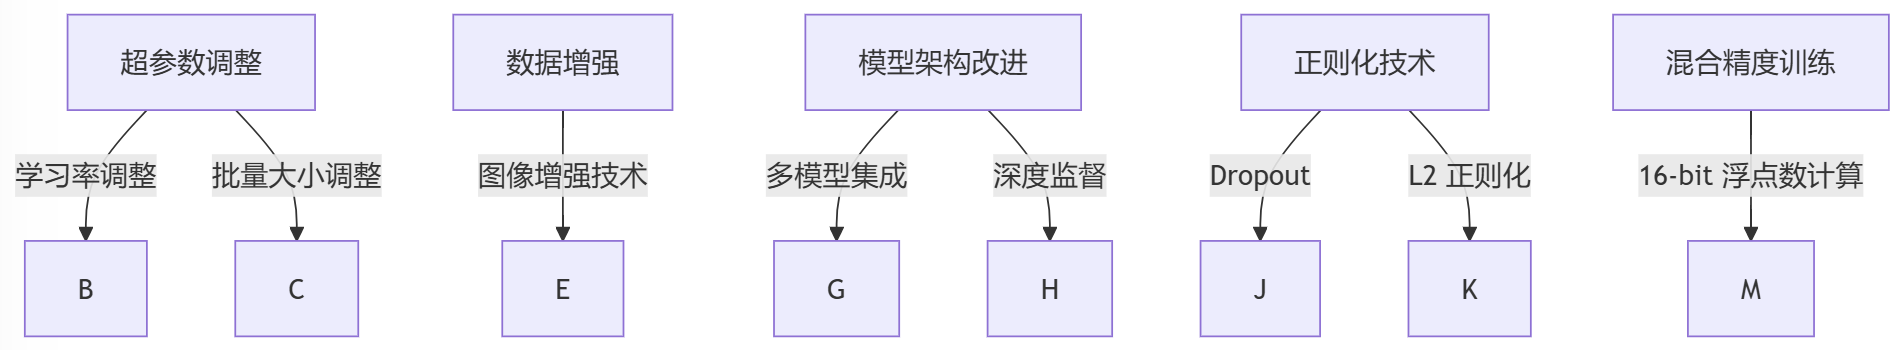 超参数调整
数据增强
模型架构改进
正则化技术
混合精度训练
学习率调整
批量大小调整
图像增强技术
多模型集成
深度监督
Dropout
L2 正则化
16-bit 浮点数计算
B
C
E
G
H
J
K
M